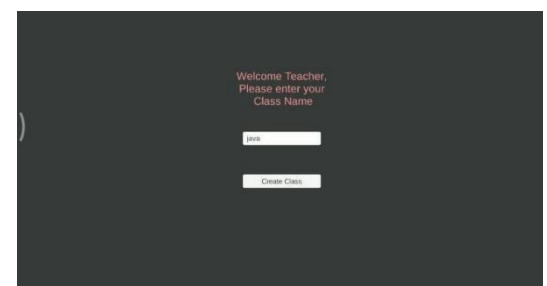 Welcome Teacher,
Please enter your
Class Name
java
Create Class